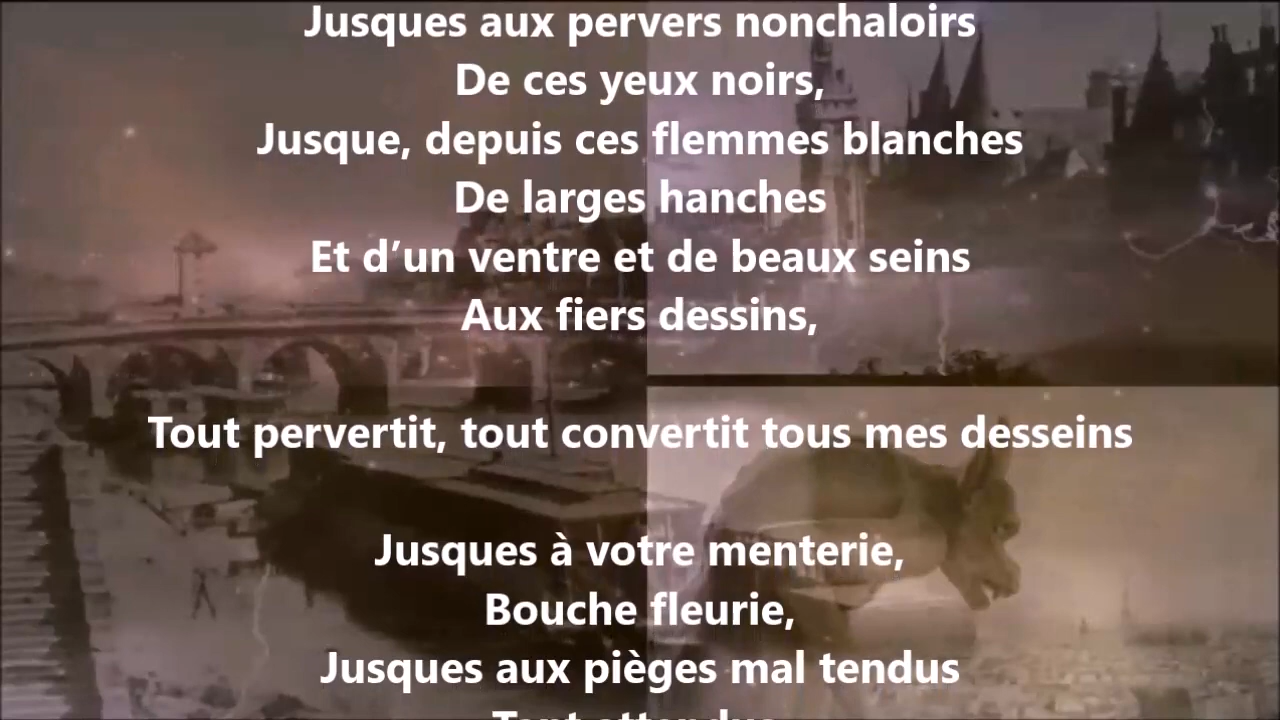 Jusques aux pervers nonchaloirs
De ces yeux noirs,
Jusque, depuis ces flemmes blanches
De larges hanches
Et d’un ventre et de beaux seins
Aux fiers dessins,
Tout pervertit, tout convertit tous mes desseins
Jusques à votre menterie,
Bouche fleurie,
Jusques aux pièges mal tendus
Tant attendus